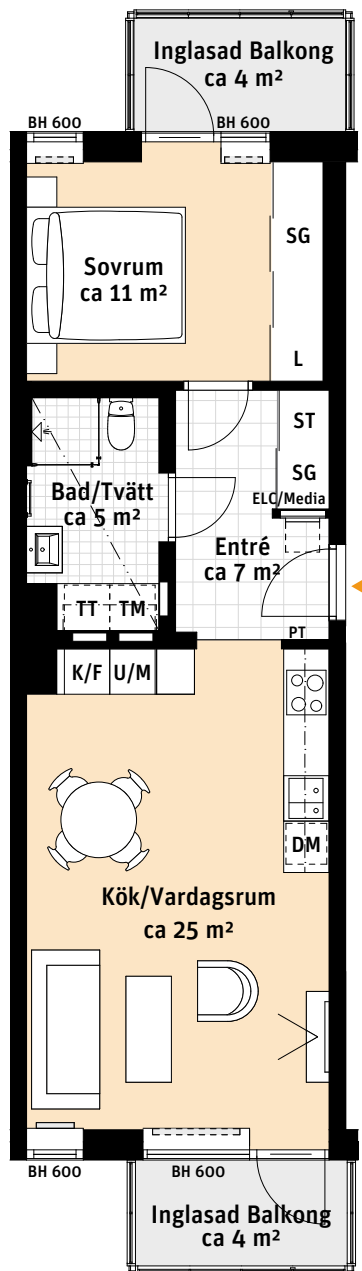 Inglasad Balkong
ca 4 m²
BH 600
BH 600
SG
Sovrum
ca 11 m²
L
ST
SG
ELC/Media
Bad/Tvätt
ca 5 m²
Entré
ca 7 m²
TT
TM
PT
K/F
U/M
DM
Kök/Vardagsrum
ca 25 m²
BH 600
BH 600
Inglasad Balkong
ca 4 m²